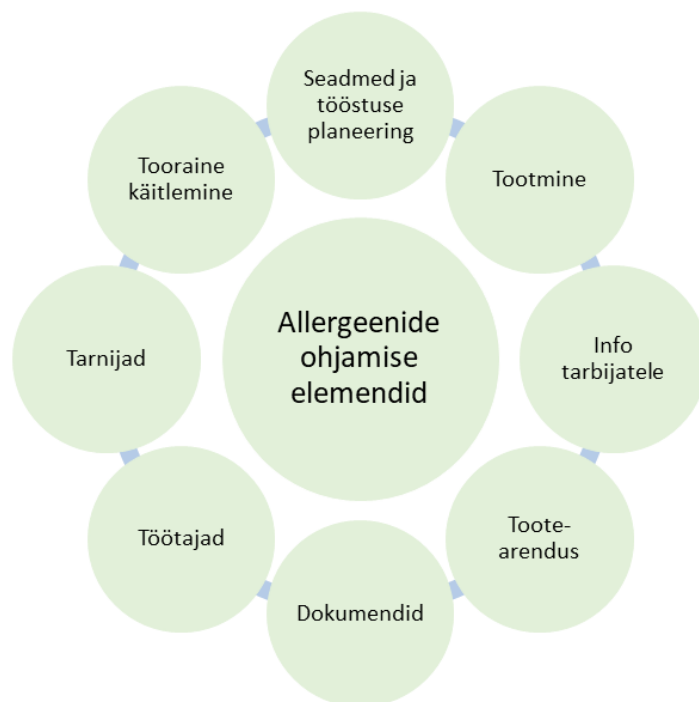 Seadmed ja
tööstuse
planeering
Tootmine
Info
tarbijatele
Toote-
arendus
Dokumendid
Töötajad
Tarnijad
Tooraine
käitlemine
Allergeenide
ohjamise
elemendid